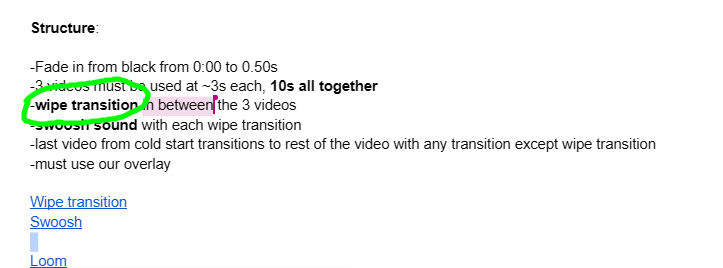 Structure:
-Fade in from black from 0:00 to 0.50s
-3 videos must be used at ~3s each, 10s all together
-wipe transition in between the 3 videos
-swoosh sound with each wipe transition
-last video from cold start transitions to rest of the video with any transition except wipe transition
-must use our overlay
Wipe transition
Swoosh
Loom